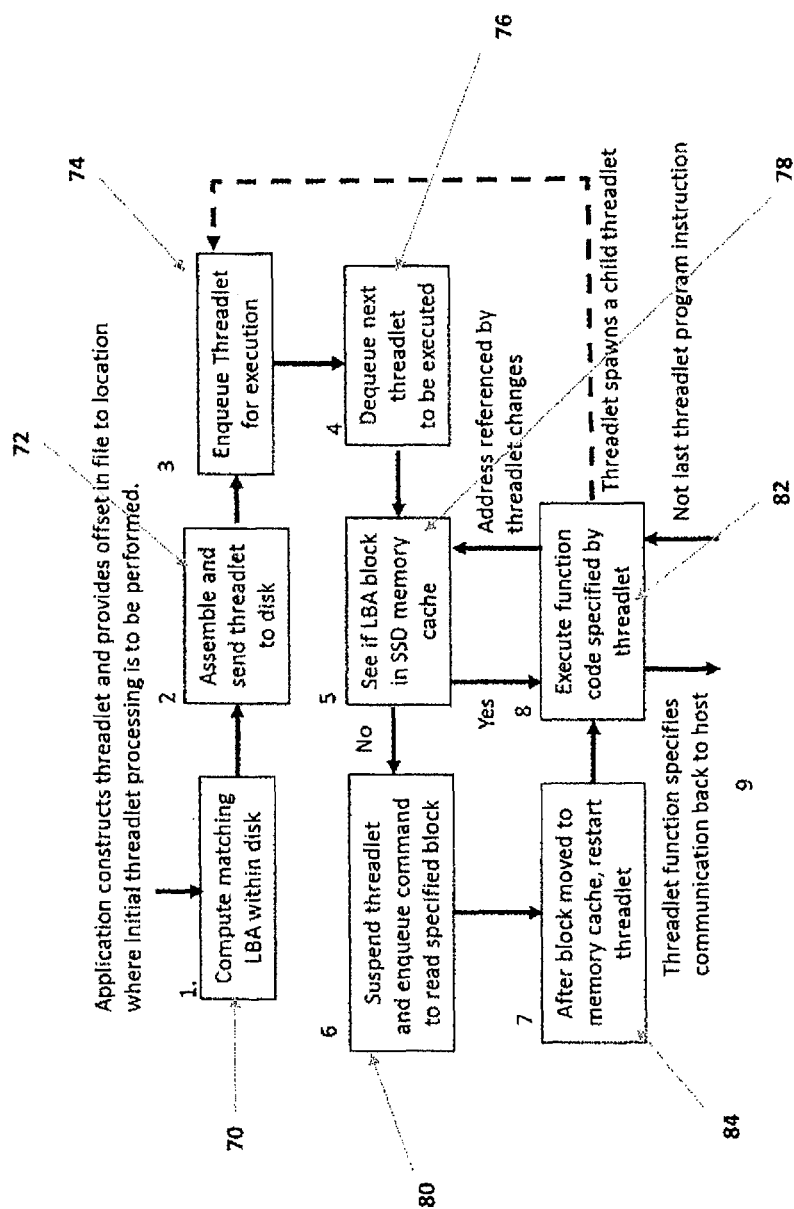 Application constructs threadlet and provides offset in file to location
where initial threadlet processing is to be performed.
72
74
1.
Compute matching
LBA within disk
70
2
Assemble and
send threadlet
to disk
3
Enqueue Threadlet
for execution
6
Suspend threadlet
and enqueue command
to read specified block
80
No
5
See if LBA block
in SSD memory
cache
4
Dequeue next
threadlet
to be executed
76
Yes
Address referenced by
threadlet changes
7
After block moved to
memory cache, restart
threadlet
84
8
Execute function
code specified by
threadlet
Threadlet spawns a child threadlet
78
Threadlet function specifies
communication back to host
9
Not last threadlet program instruction
82